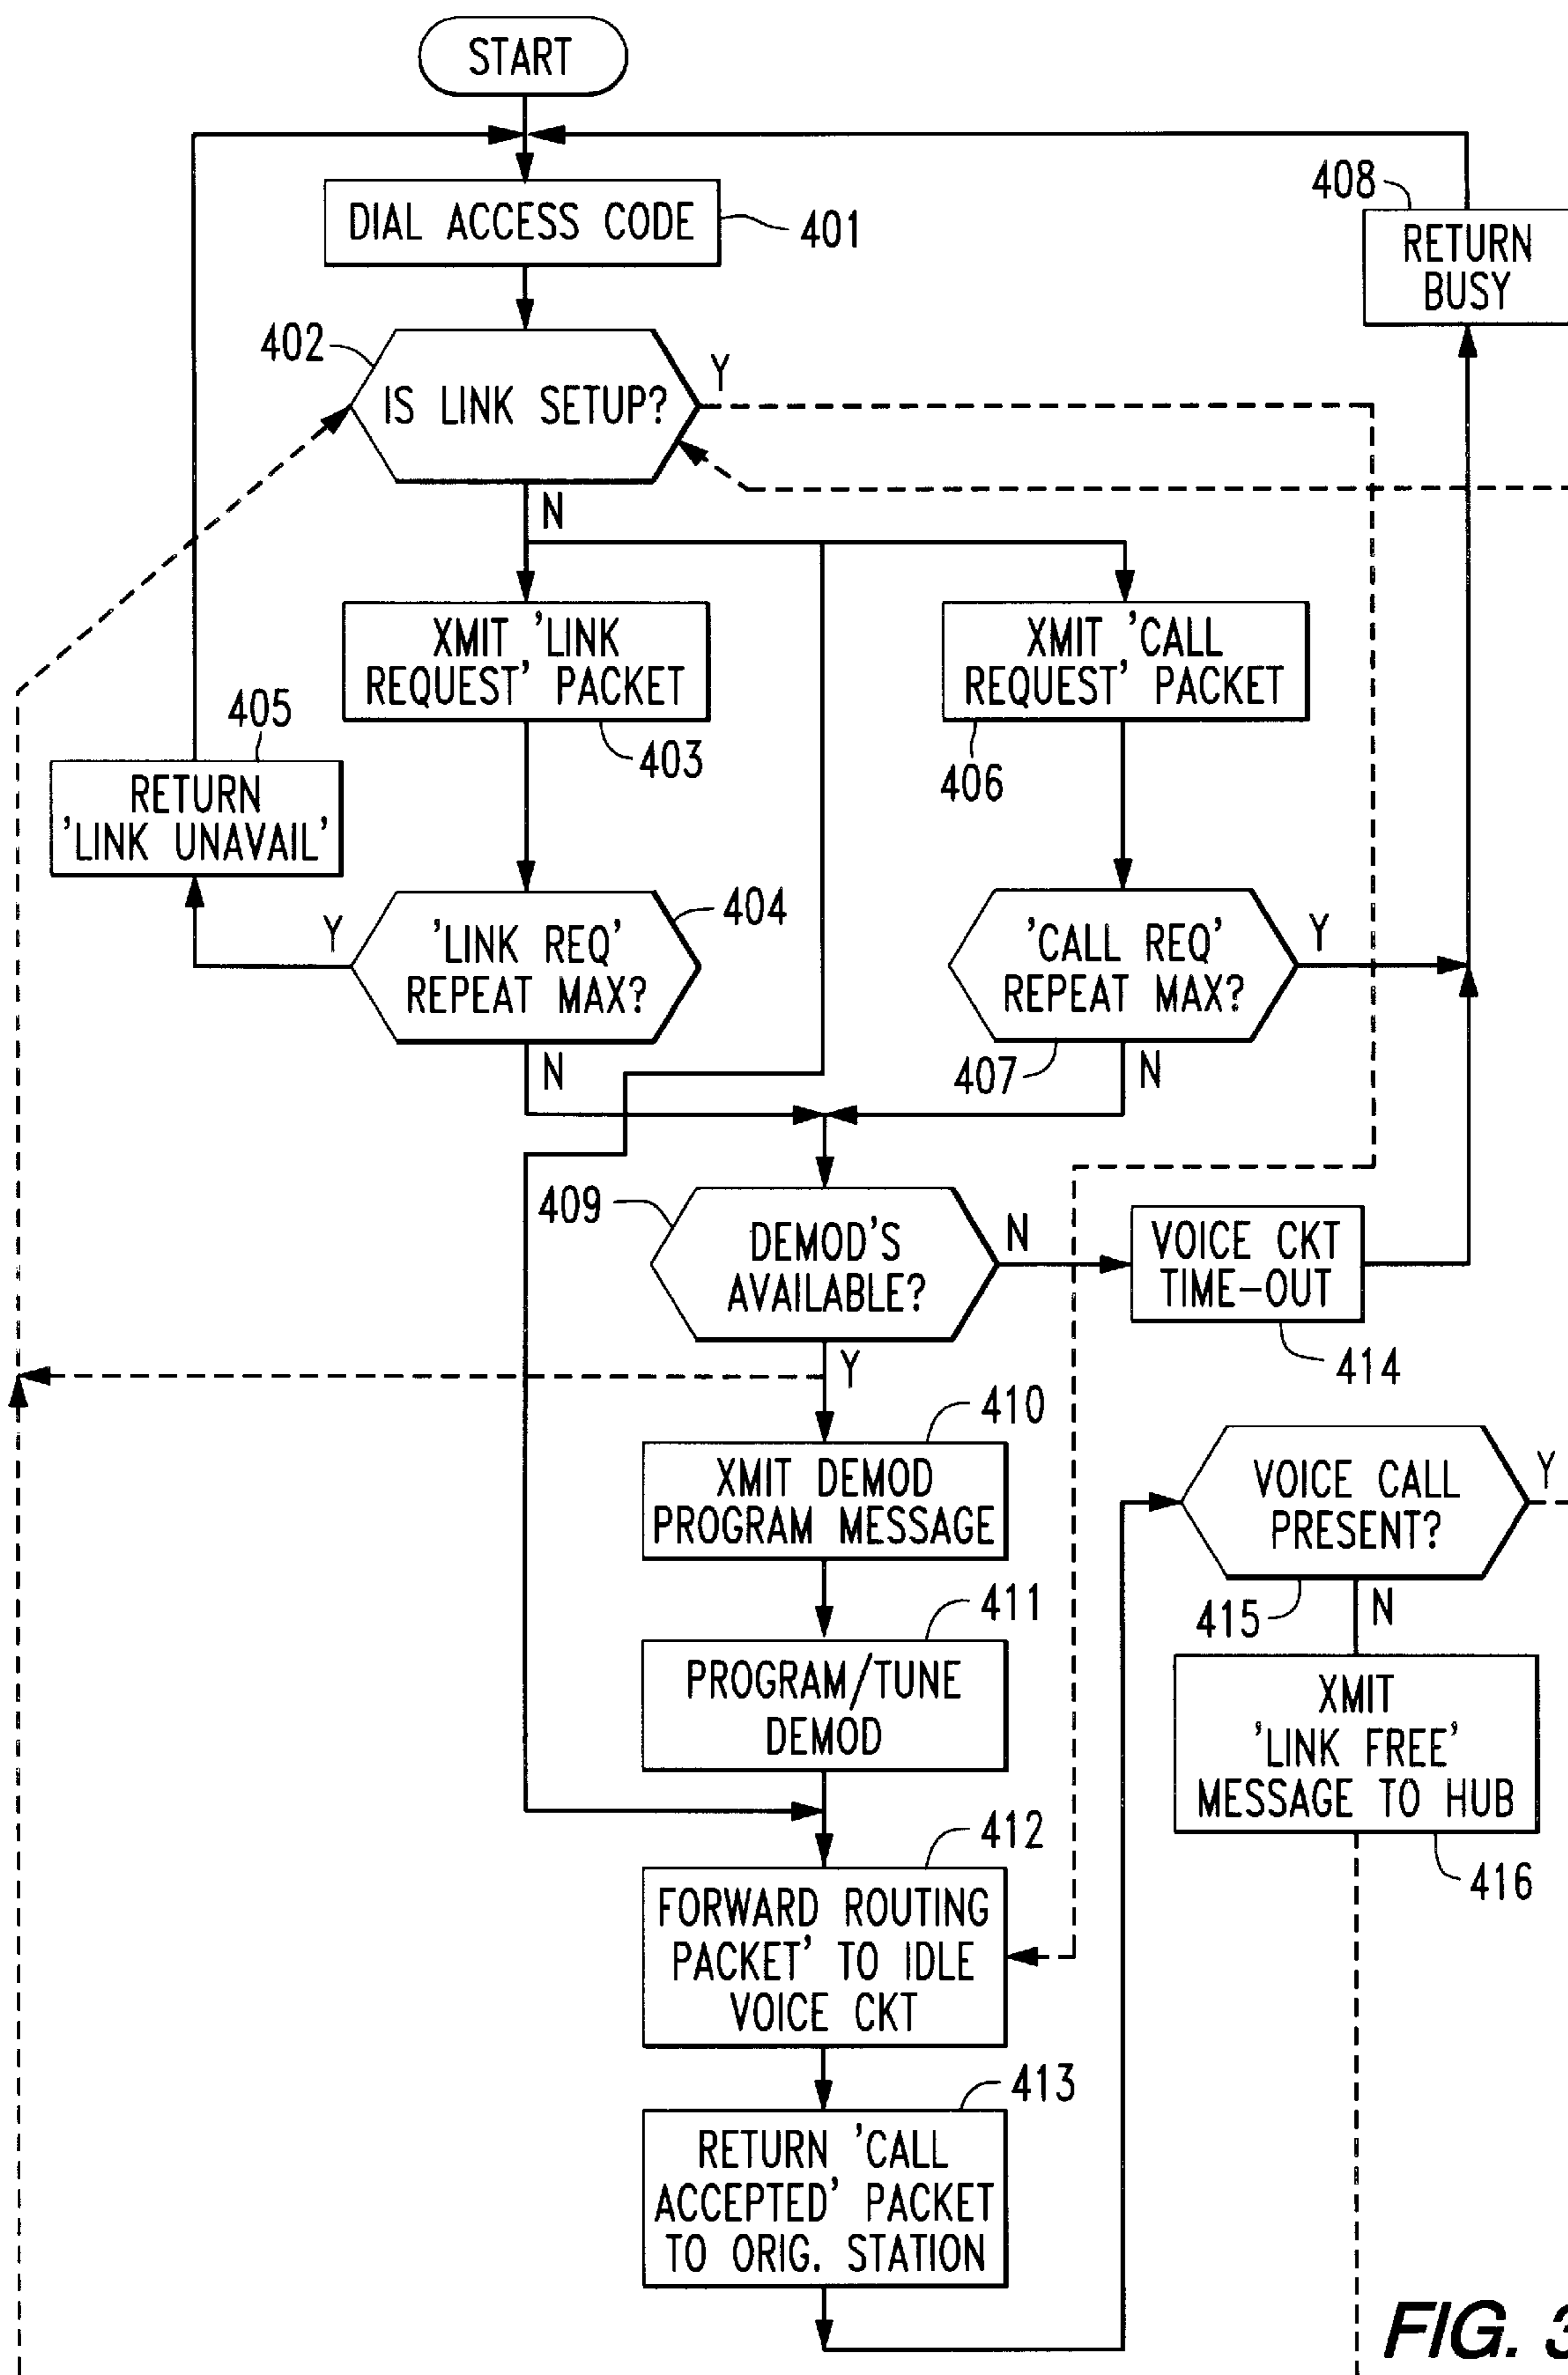 START
DIAL ACCESS CODE
401
408
RETURN
BUSY
402
IS LINK SETUP?
Y
N
XMIT 'LINK
REQUEST' PACKET
403
XMIT 'CALL
REQUEST' PACKET
406
405
RETURN
'LINK UNAVAIL'
Y
'LINK REQ'
REPEAT MAX?
404
N
'CALL REQ'
REPEAT MAX?
Y
407
N
409
DEMOD'S
AVAILABLE?
N
VOICE CKT
TIME-OUT
414
Y
410
XMIT DEMOD
PROGRAM MESSAGE
VOICE CALL
PRESENT?
Y
415
N
411
PROGRAM/TUNE
DEMOD
XMIT
'LINK FREE'
MESSAGE TO HUB
416
412
FORWARD ROUTING
PACKET' TO IDLE
VOICE CKT
413
RETURN 'CALL
ACCEPTED' PACKET
TO ORIG. STATION
FIG. 3